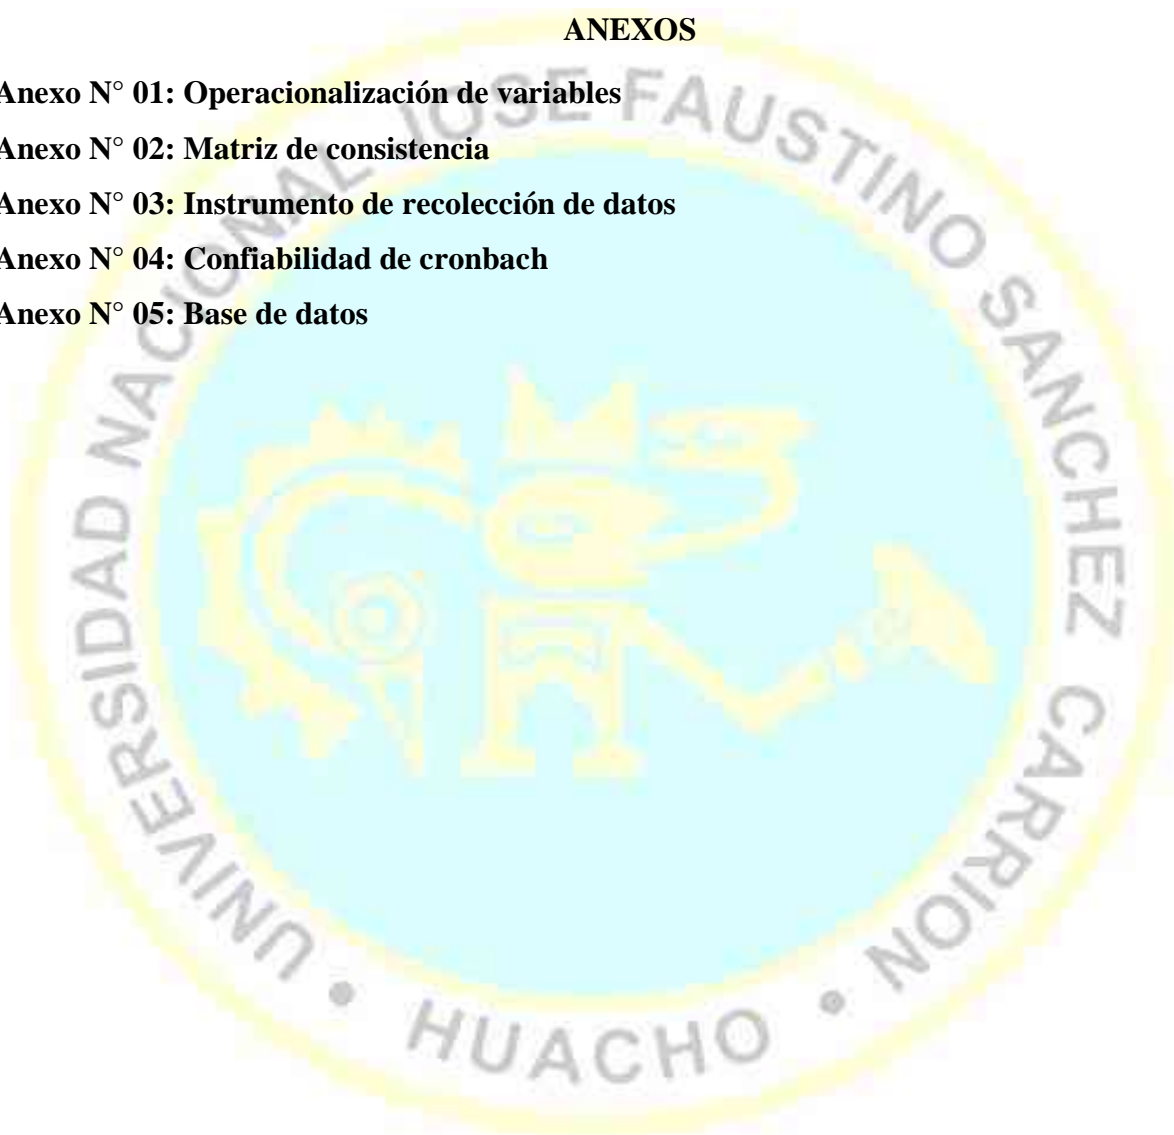 ANEXOS
Anexo N° 01: Operacionalización de variables
Anexo N° 02: Matriz de consistencia
Anexo N° 03: Instrumento de recolección de datos
Anexo N° 04: Confiabilidad de cronbach
Anexo N° 05: Base de datos
UNIVERSIDAD NACIONAL JOSE FAUSTINO SANCHEZ CARRION • HUACHO •